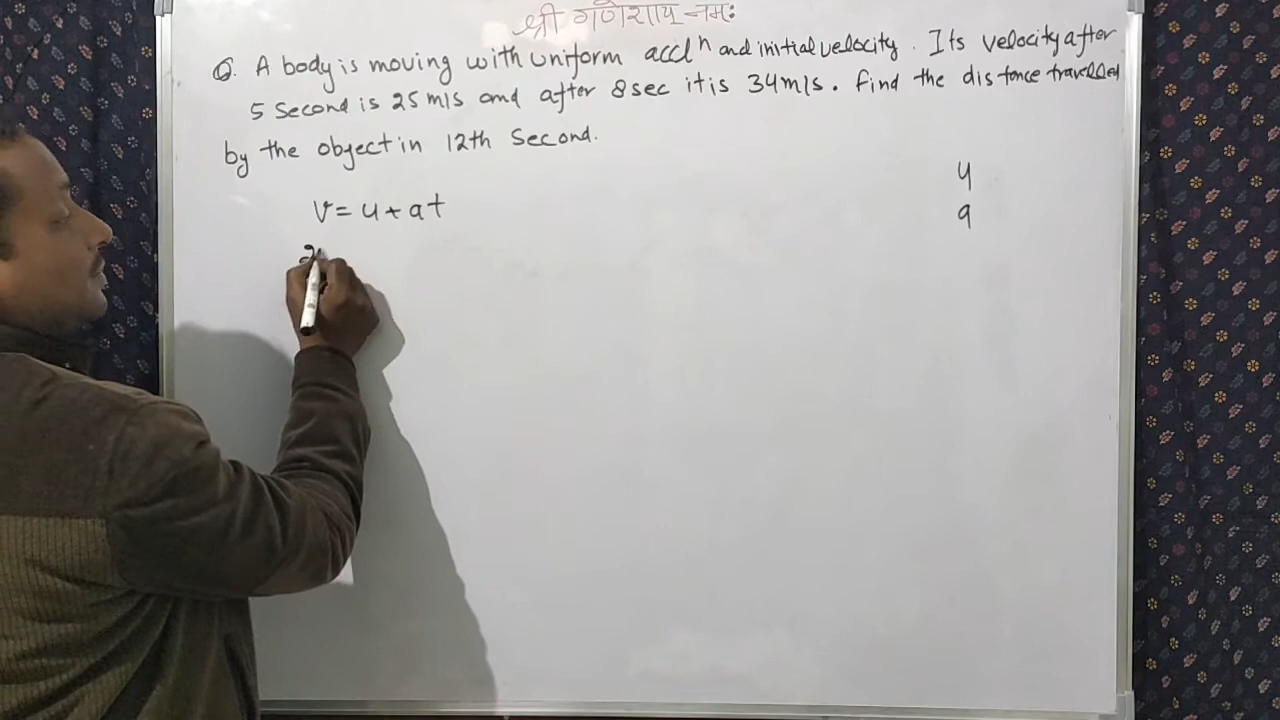 श्री गणेशाय नमः
Q. A body is moving with uniform accl^n and initial velocity. Its velocity after
5 Second is 25 m/s and after 8 sec it is 34 m/s. Find the distance travelled
by the object in 12th Second.
u
v = u + at
a
2